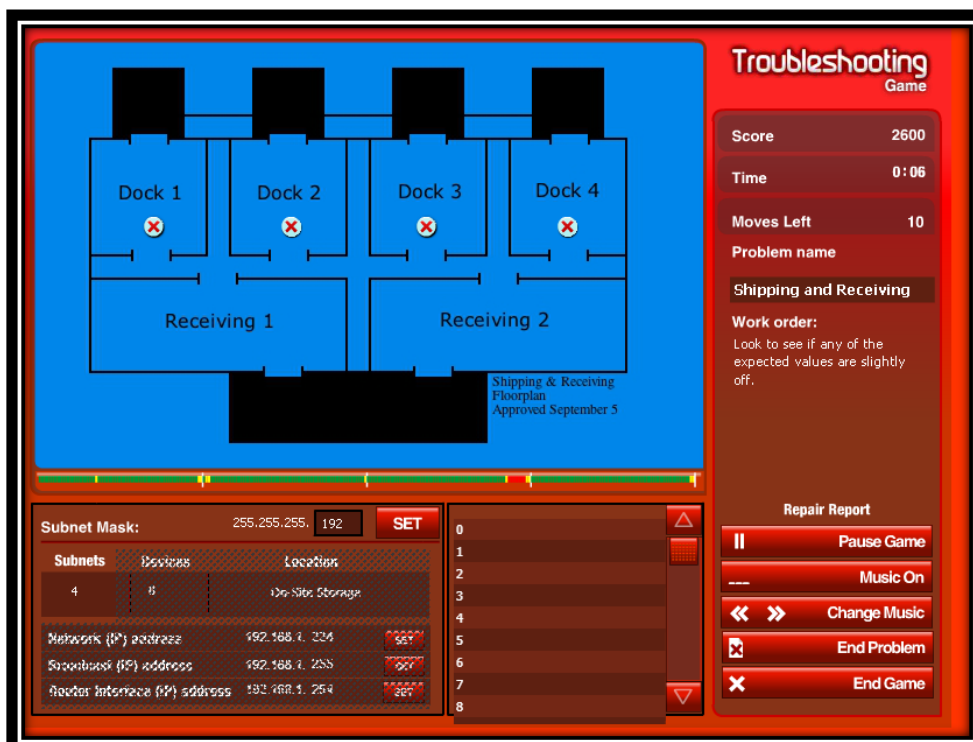 Troubleshooting
Game
Dock 1
Dock 2
Dock 3
Dock 4
Receiving 1
Receiving 2
Shipping & Receiving
Floorplan
Approved September 5
Score 2600
Time 0:06
Moves Left 10
Problem name
Shipping and Receiving
Work order:
Look to see if any of the
expected values are slightly
off.
Repair Report
Pause Game
Music On
Change Music
End Problem
End Game
Subnet Mask: 255.255.255. 192 SET
Subnets Devices Location
4 On-Site Storage
Network (IP) address 192.168.1. SET
Broadcast (IP) address 192.168.1. 255 SET
Router Interface (IP) address 192.168.1. 254 SET
0
1
2
3
4
5
6
7
8